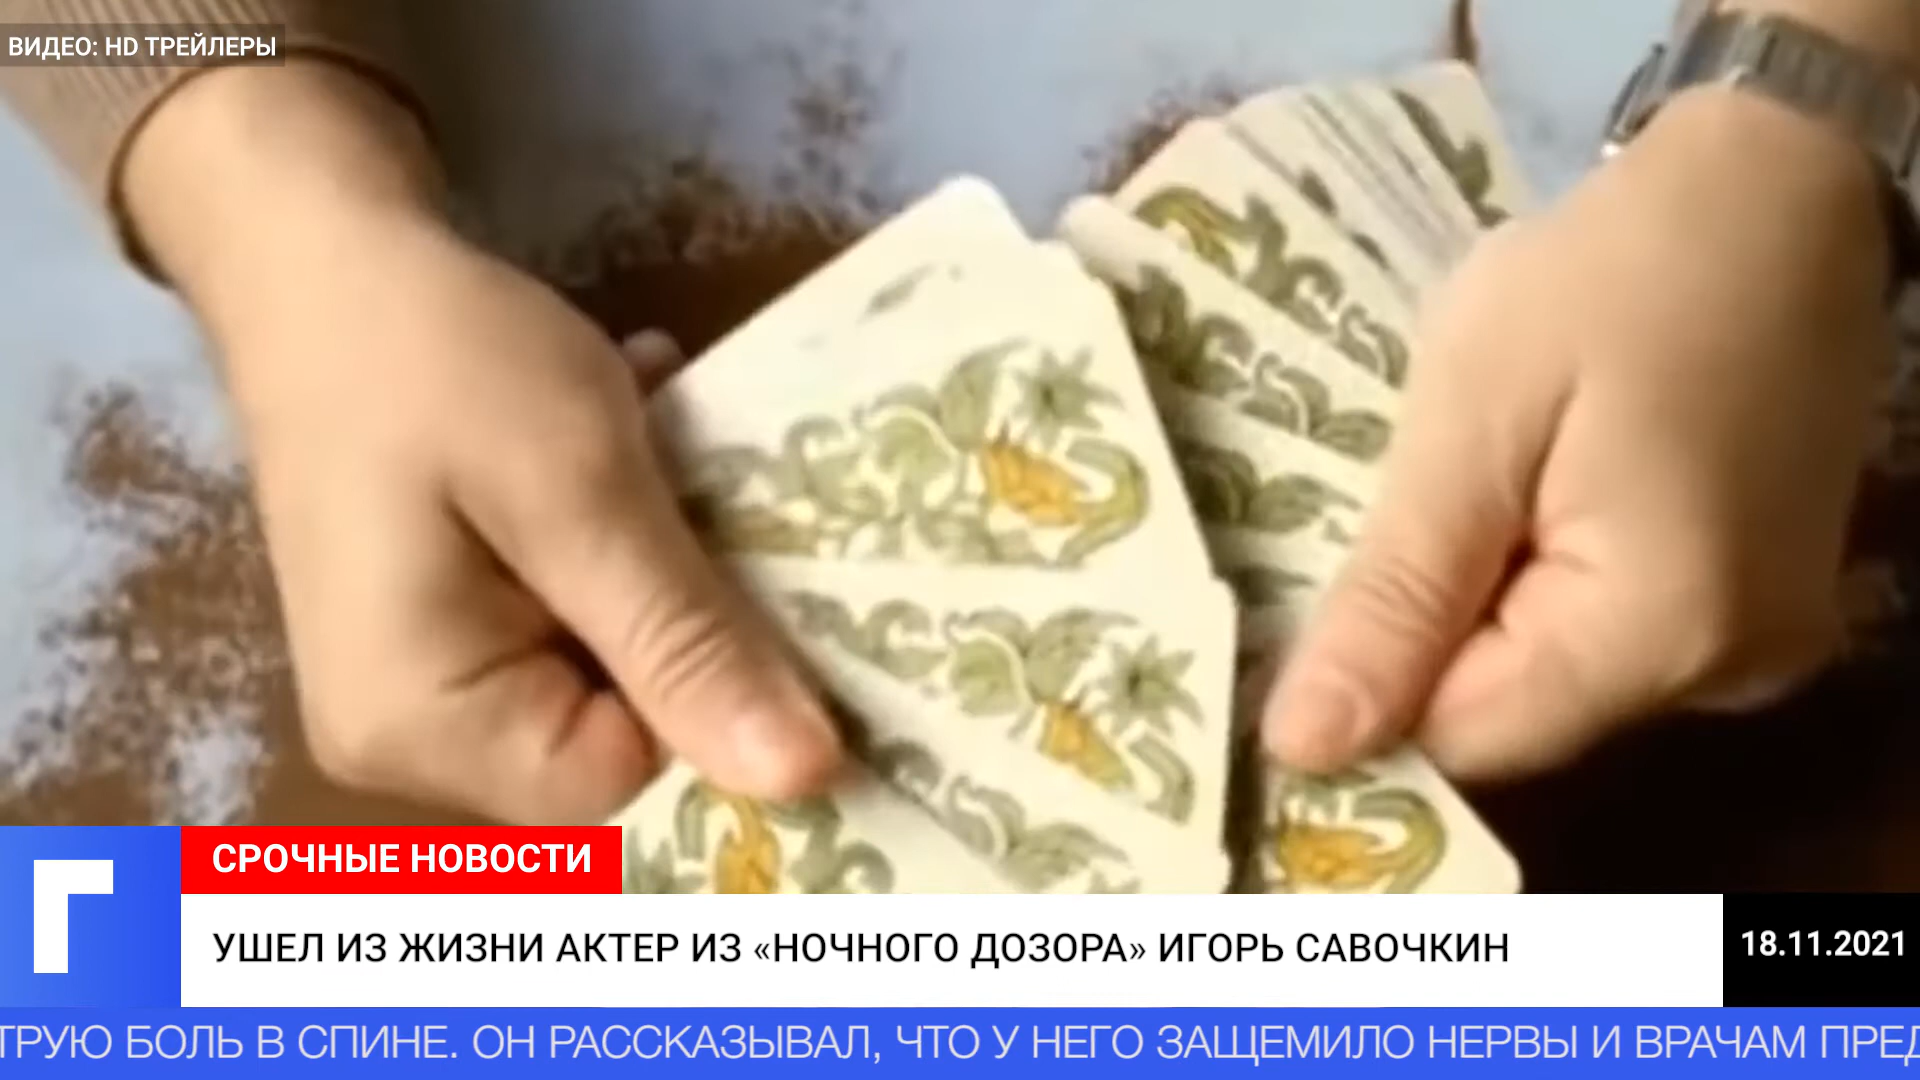 ВИДЕО: HD ТРЕЙЛЕРЫ
Г
СРОЧНЫЕ НОВОСТИ
УШЕЛ ИЗ ЖИЗНИ АКТЕР ИЗ «НОЧНОГО ДОЗОРА» ИГОРЬ САВОЧКИН
18.11.2021
ТРУЮ БОЛЬ В СПИНЕ. ОН РАССКАЗЫВАЛ, ЧТО У НЕГО ЗАЩЕМИЛО НЕРВЫ И ВРАЧАМ ПРЕД